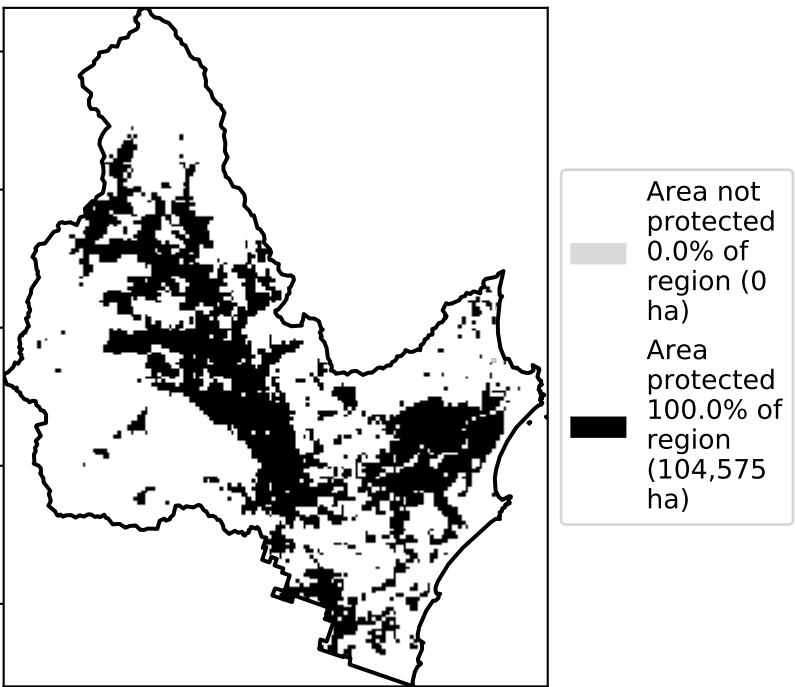 Area not
protected
0.0% of
region (0
ha)
Area
protected
100.0% of
region
(104,575
ha)